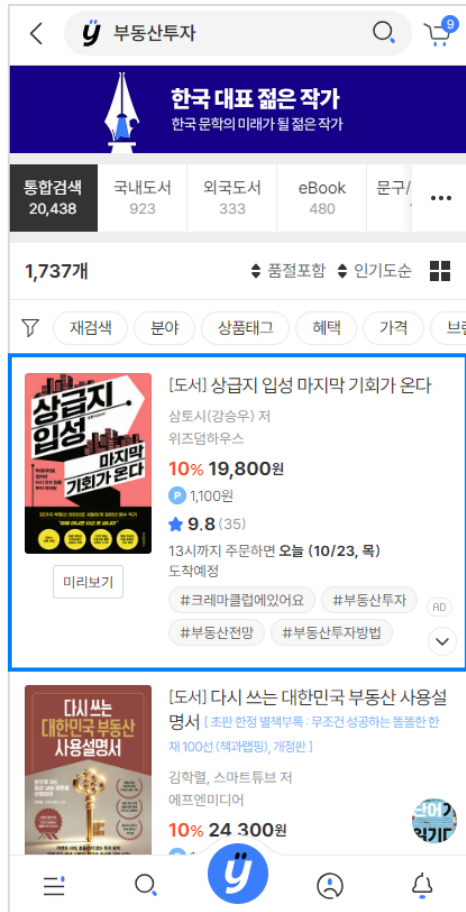 ÿ 부동산투자
9
한국 대표 젊은 작가
한국 문학의 미래가 될 젊은 작가
통합검색 국내도서 외국도서 eBook 문구/
20,438 923 333 480
1,737개 품절포함 인기도순
재검색 분야 상품태그 혜택 가격 브랜
상급지
입성
마지막
기회가 온다
미리보기
[도서] 상급지 입성 마지막 기회가 온다
삼토시(강승우) 저
위즈덤하우스
10% 19,800원
P 1,100원
9.8 (35)
13시까지 주문하면 오늘 (10/23, 목)
도착예정
#크레마클럽에있어요 #부동산투자
AD
#부동산전망 #부동산투자방법
다시 쓰는
대한민국 부동산
사용설명서
[도서] 다시 쓰는 대한민국 부동산 사용설
명서 [ 초판 한정 별책부록 : 무조건 성공하는 똘똘한 한
채 100선 (책과랩핑), 개정판 ]
김학렬, 스마트튜브 저
에프엔미디어
10% 24,300원
ÿ